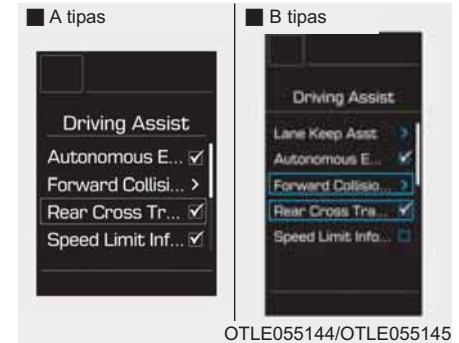 ■ A tipas
Driving Assist
Autonomous E...
Forward Collisi... >
Rear Cross Tr...
Speed Limit Inf...
■ B tipas
Driving Assist
Lane Keep Asst >
Autonomous E...
Forward Collisio... >
Rear Cross Tra...
Speed Limit Info...
OTLE055144/OTLE055145